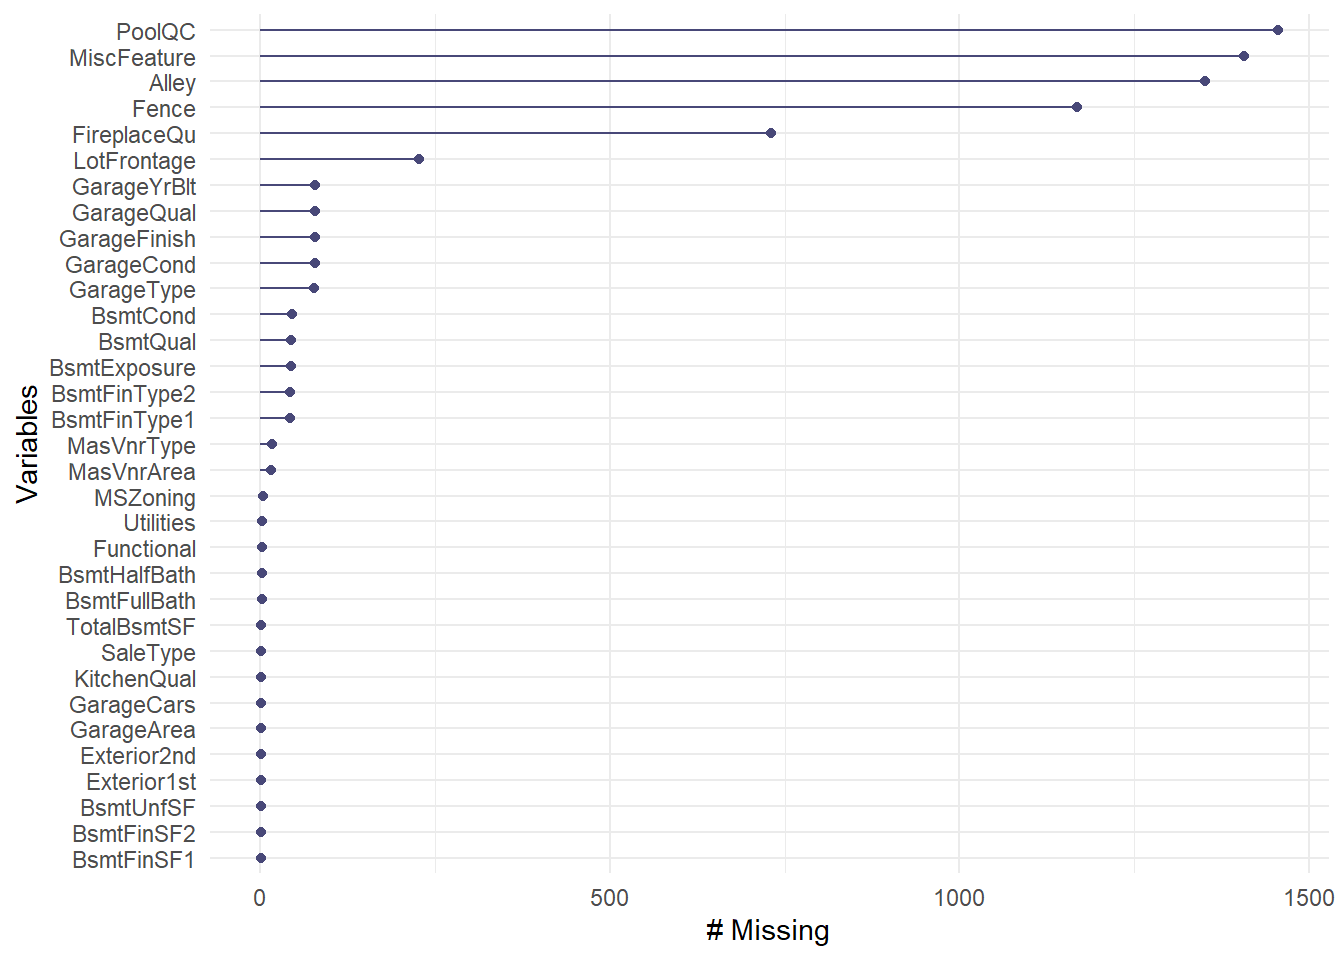 PoolQC
MiscFeature
Alley
Fence
FireplaceQu
LotFrontage
GarageYrBlt
GarageQual
GarageFinish
GarageCond
GarageType
BsmtCond
BsmtQual
BsmtExposure
BsmtFinType2
BsmtFinType1
MasVnrType
MasVnrArea
MSZoning
Utilities
Functional
BsmtHalfBath
BsmtFullBath
TotalBsmtSF
SaleType
KitchenQual
GarageCars
GarageArea
Exterior2nd
Exterior1st
BsmtUnfSF
BsmtFinSF2
BsmtFinSF1
Variables
0 500 1000 1500
# Missing